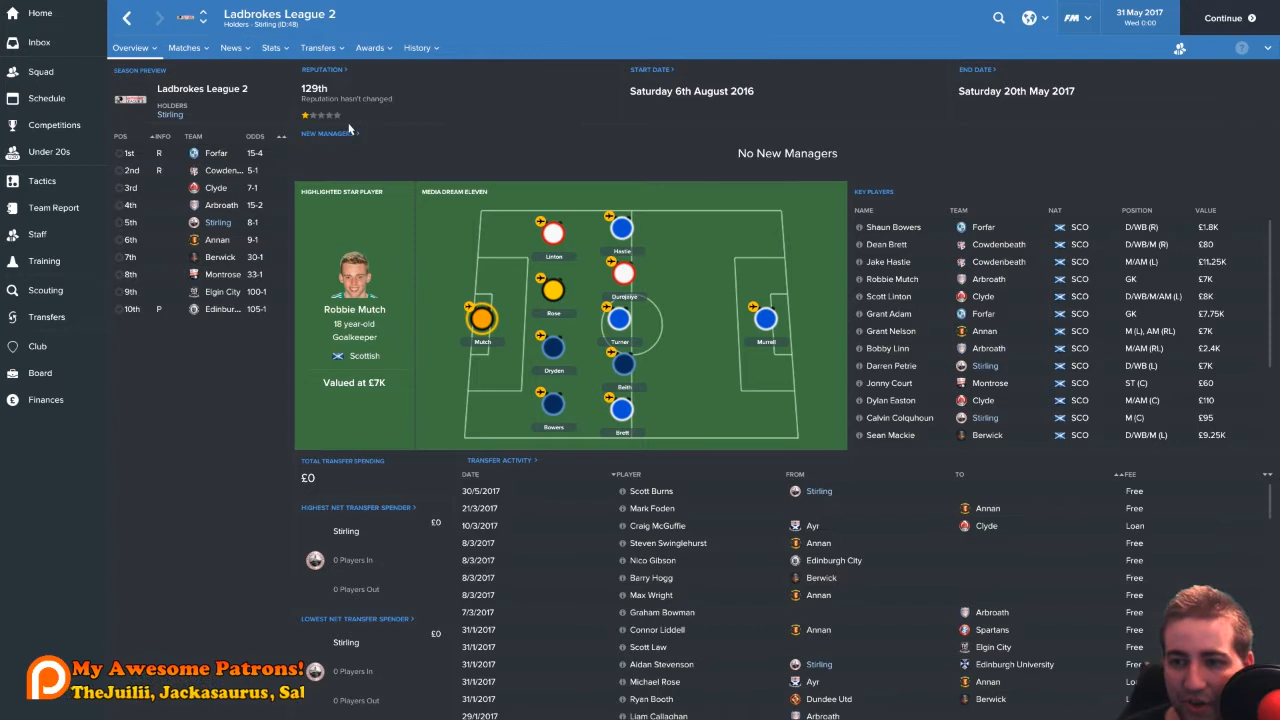 Home
Inbox
Squad
Schedule
Competitions
Under 20s
Tactics
Team Report
Staff
Training
Scouting
Transfers
Club
Board
Finances
Ladbrokes League 2
Holders - Stirling (ID:48)
FM
31 May 2017
Wed 0:00
Continue
Overview Matches News Stats Transfers Awards History
?
SEASON PREVIEW
Ladbrokes League 2
HOLDERS
Stirling
POS INFO TEAM ODDS
1st R Forfar 15-4
2nd R Cowden... 5-1
3rd Clyde 7-1
4th Arbroath 15-2
5th Stirling 8-1
6th Annan 9-1
7th Berwick 30-1
8th Montrose 33-1
9th Elgin City 100-1
10th P Edinbur... 105-1
REPUTATION >
129th
Reputation hasn't changed
START DATE >
Saturday 6th August 2016
END DATE >
Saturday 20th May 2017
NEW MANAGERS >
No New Managers
HIGHLIGHTED STAR PLAYER
Robbie Mutch
18 year-old
Goalkeeper
Scottish
Valued at £7K
MEDIA DREAM ELEVEN
Linton
Hastie
Rose
Durojaiye
Mutch
Turner
Murrell
Dryden
Beith
Bowers
Brett
KEY PLAYERS
NAME TEAM NAT POSITION VALUE
Shaun Bowers Forfar SCO D/WB (R) £1.8K
Dean Brett Cowdenbeath SCO D/WB/M (R) £80
Jake Hastie Cowdenbeath SCO M/AM (L) £11.25K
Robbie Mutch Arbroath SCO GK £7K
Scott Linton Clyde SCO D/WB/M/AM (L) £8K
Grant Adam Forfar SCO GK £7.75K
Grant Nelson Annan SCO M (L), AM (RL) £7K
Bobby Linn Arbroath SCO M/AM (RL) £2.4K
Darren Petrie Stirling SCO D/WB (L) £7K
Jonny Court Montrose SCO ST (C) £60
Dylan Easton Clyde SCO M/AM (C) £110
Calvin Colquhoun Stirling SCO M (C) £95
Sean Mackie Berwick SCO D/WB/M (L) £9.25K
TOTAL TRANSFER SPENDING
£0
HIGHEST NET TRANSFER SPENDER >
£0
Stirling
0 Players In
0 Players Out
LOWEST NET TRANSFER SPENDER >
£0
Stirling
0 Players In
0 Players Out
TRANSFER ACTIVITY >
DATE PLAYER FROM TO FEE
30/5/2017 Scott Burns Stirling Free
21/3/2017 Mark Foden Annan Free
10/3/2017 Craig McGuffie Ayr Clyde Loan
8/3/2017 Steven Swinglehurst Annan Free
8/3/2017 Nico Gibson Edinburgh City Free
8/3/2017 Barry Hogg Berwick Free
8/3/2017 Max Wright Annan Free
7/3/2017 Graham Bowman Arbroath Free
31/1/2017 Connor Liddell Annan Spartans Free
31/1/2017 Scott Law Elgin City Free
31/1/2017 Aidan Stevenson Stirling Edinburgh University Free
31/1/2017 Michael Rose Ayr Annan
31/1/2017 Ryan Booth Dundee Utd Berwick
29/1/2017 Liam Callaghan Arbroath
My Awesome Patrons!
TheJuilii, Jackasaurus, Sal